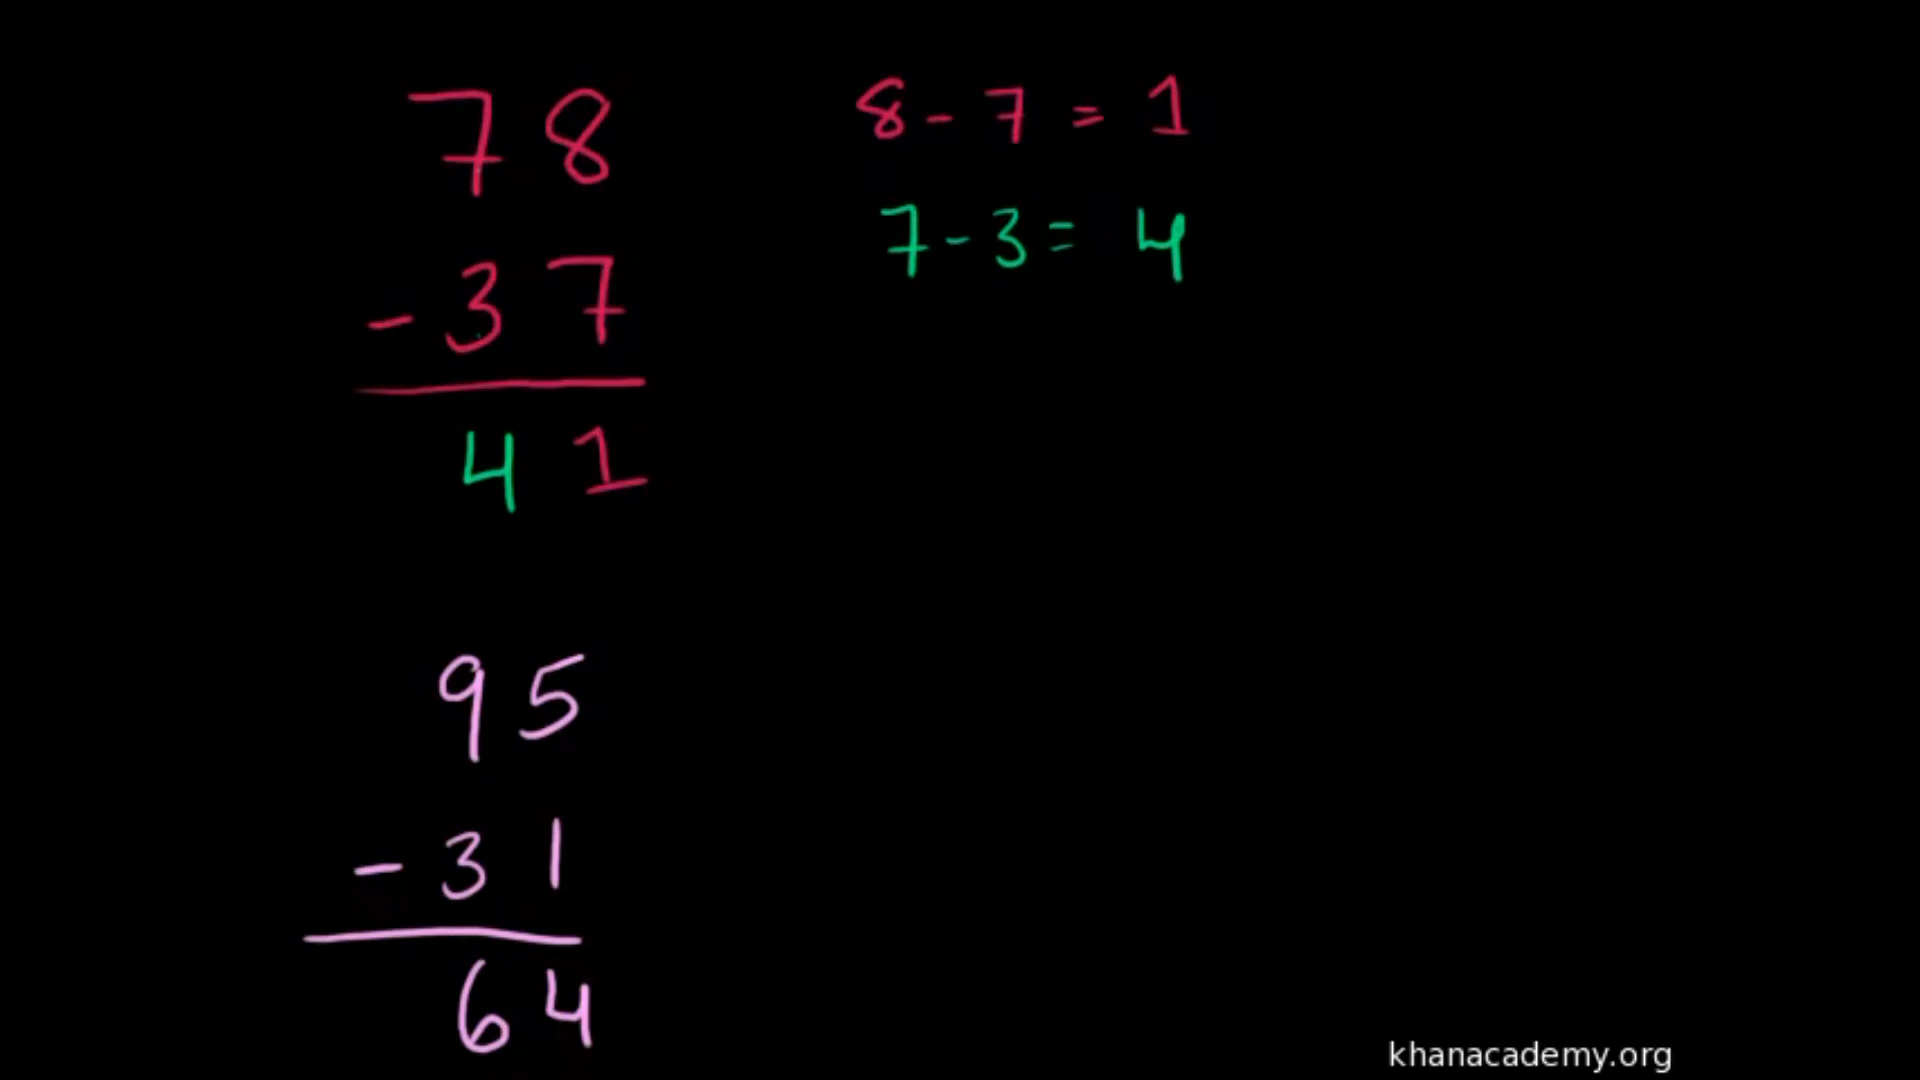 78 8-7 = 1
7-3 = 4
-37
41
95
-31
64
khanacademy.org